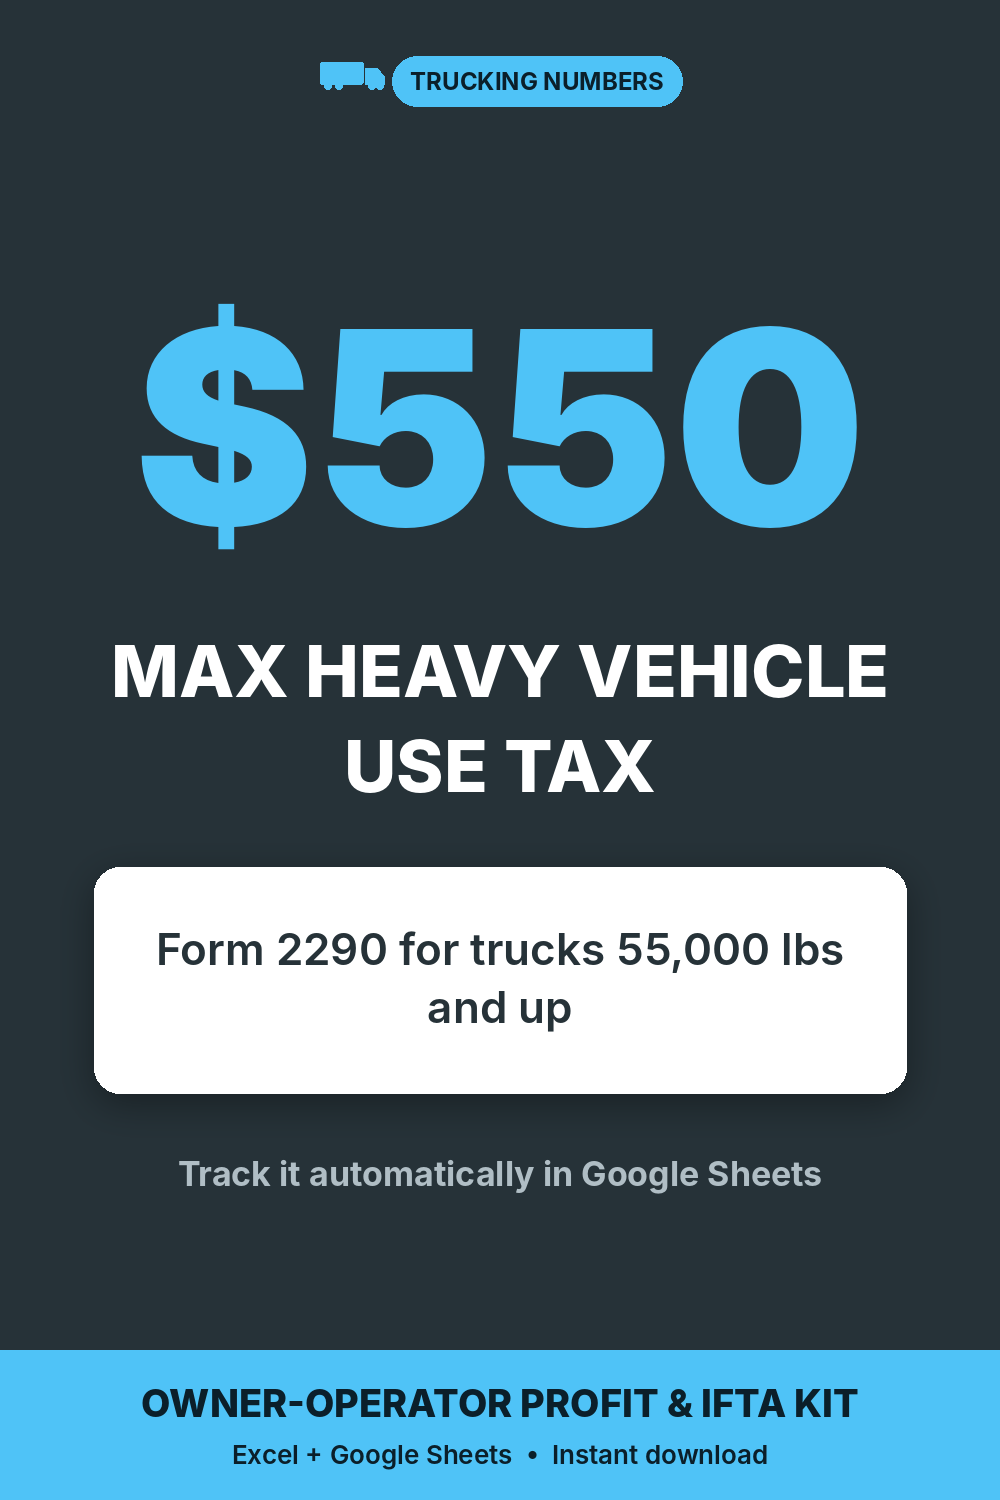 TRUCKING NUMBERS
$550
MAX HEAVY VEHICLE
USE TAX
Form 2290 for trucks 55,000 lbs
and up
Track it automatically in Google Sheets
OWNER-OPERATOR PROFIT & IFTA KIT
Excel + Google Sheets • Instant download